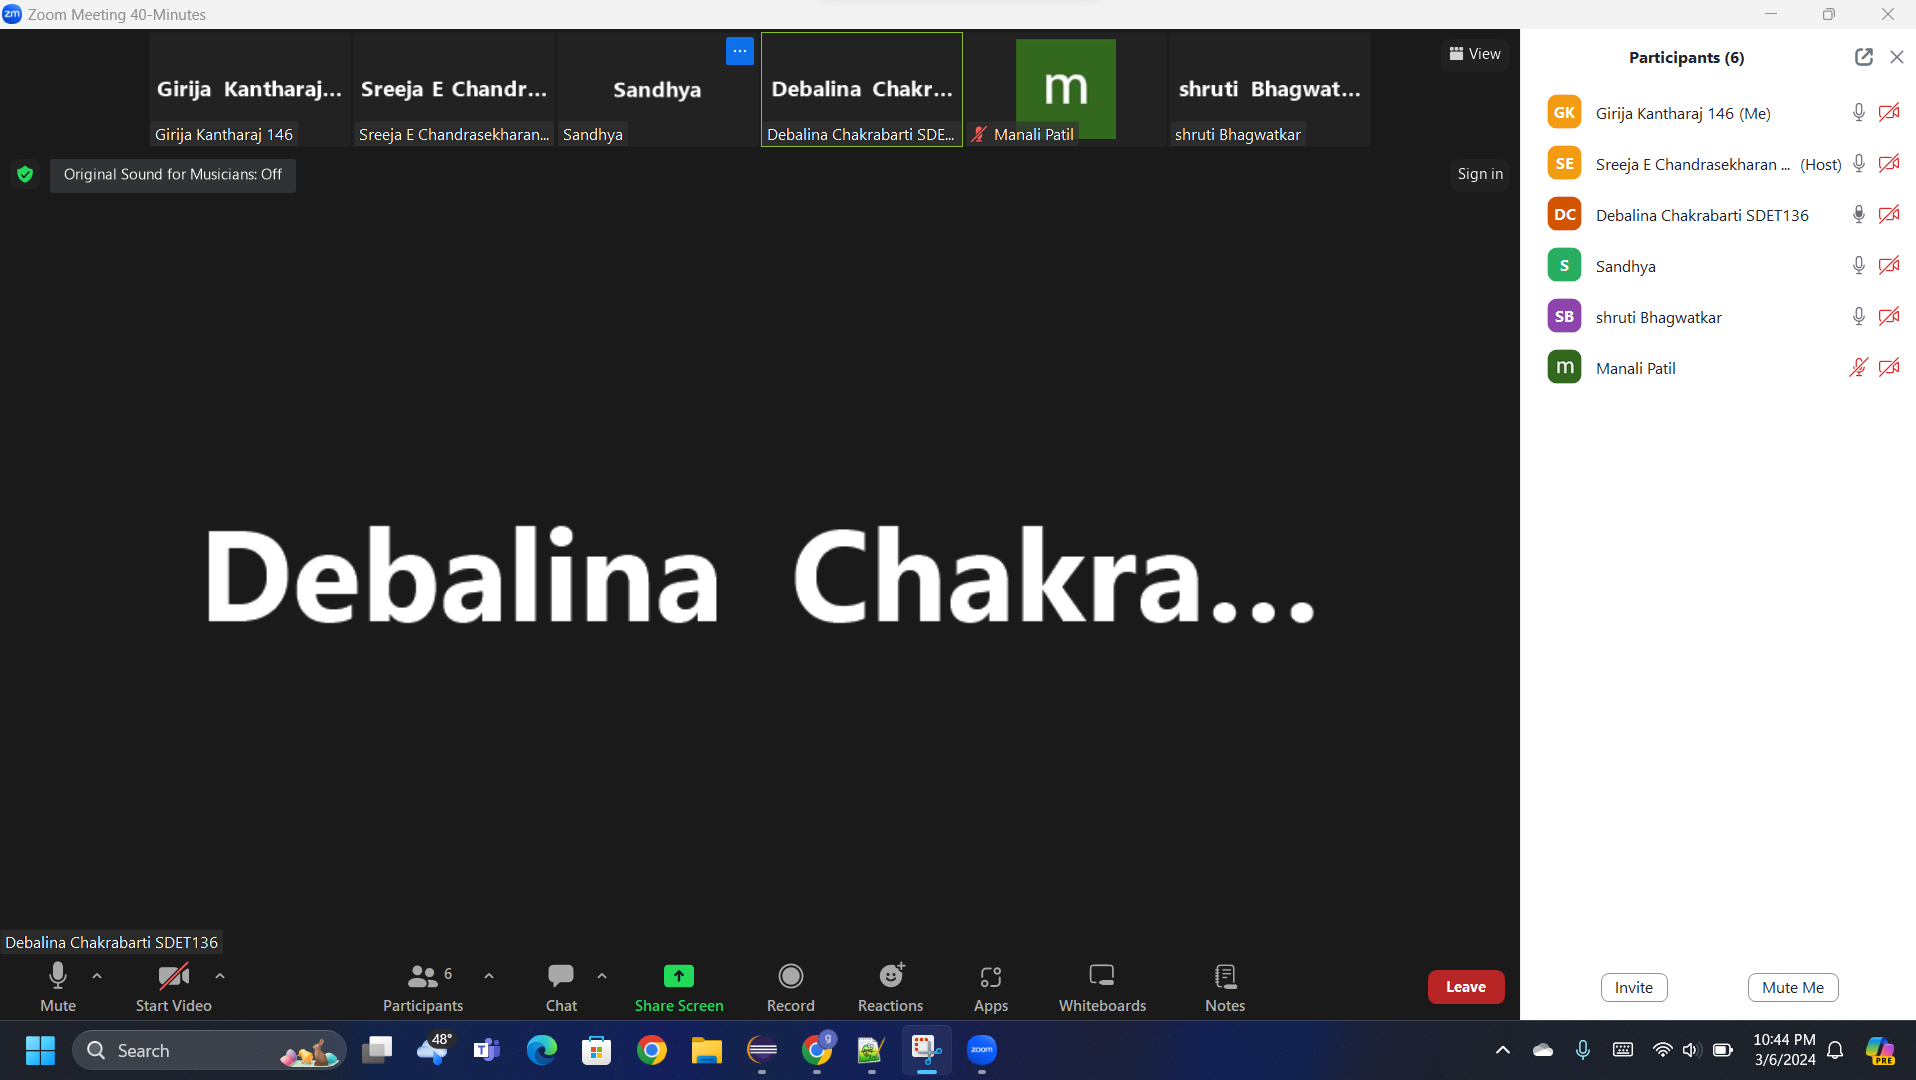 zm Zoom Meeting 40-Minutes
Girija Kantharaj... Sreeja E Chandr... Sandhya Debalina Chakr... m shruti Bhagwat...
Girija Kantharaj 146 Sreeja E Chandrasekharan... Sandhya Debalina Chakrabarti SDE... Manali Patil shruti Bhagwatkar
View
Original Sound for Musicians: Off
Sign in
Debalina Chakra...
Debalina Chakrabarti SDET136
Participants (6)
GK Girija Kantharaj 146 (Me)
SE Sreeja E Chandrasekharan ... (Host)
DC Debalina Chakrabarti SDET136
S Sandhya
SB shruti Bhagwatkar
m Manali Patil
Invite Mute Me
6
Mute Start Video Participants Chat Share Screen Record Reactions Apps Whiteboards Notes
Leave
Search
48°
T
g
zoom
10:44 PM
3/6/2024
PRE